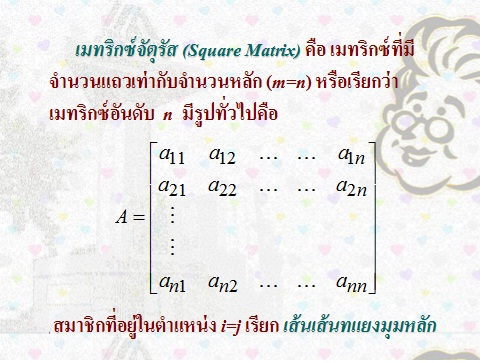 เมทริกซ์จัตุรัส (Square Matrix) คือ เมทริกซ์ที่มี
จำนวนแถวเท่ากับจำนวนหลัก (m=n) หรือเรียกว่า
เมทริกซ์อันดับ n มีรูปทั่วไปคือ
a11 a12 … … a1n
a21 a22 … … a2n
A = ⋮
⋮
an1 an2 … … ann
สมาชิกที่อยู่ในตำแหน่ง i=j เรียก เส้นเส้นทแยงมุมหลัก